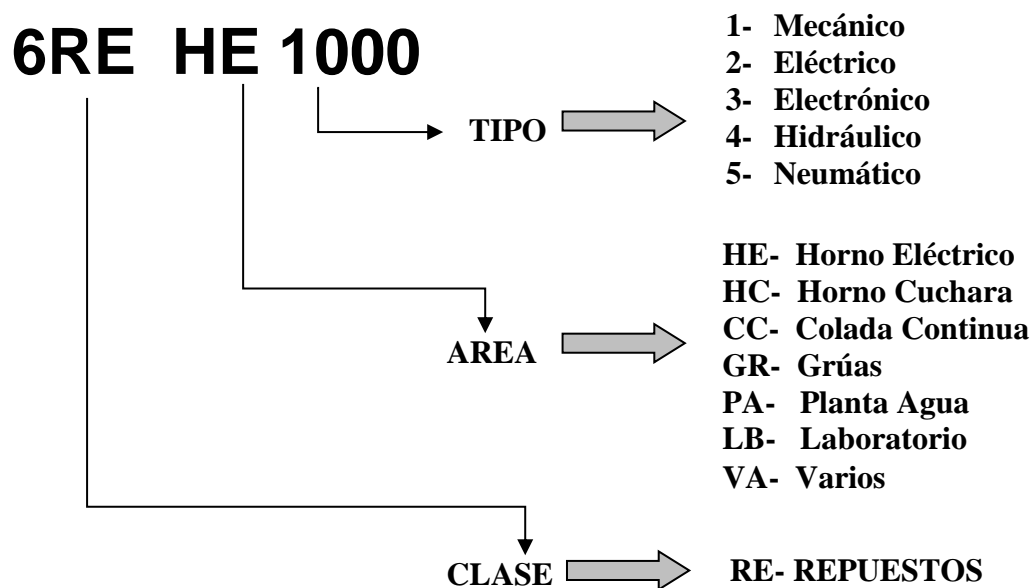 6RE HE 1000
TIPO
1- Mecánico
2- Eléctrico
3- Electrónico
4- Hidráulico
5- Neumático
AREA
HE- Horno Eléctrico
HC- Horno Cuchara
CC- Colada Continua
GR- Grúas
PA- Planta Agua
LB- Laboratorio
VA- Varios
CLASE
RE- REPUESTOS